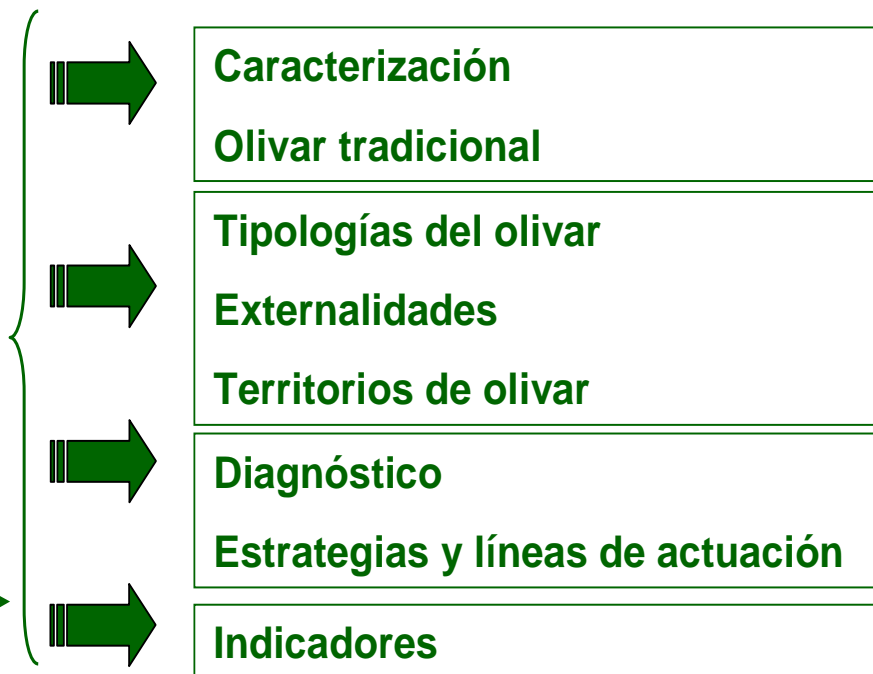 Caracterización
Olivar tradicional
Tipologías del olivar
Externalidades
Territorios de olivar
Diagnóstico
Estrategias y líneas de actuación
Indicadores